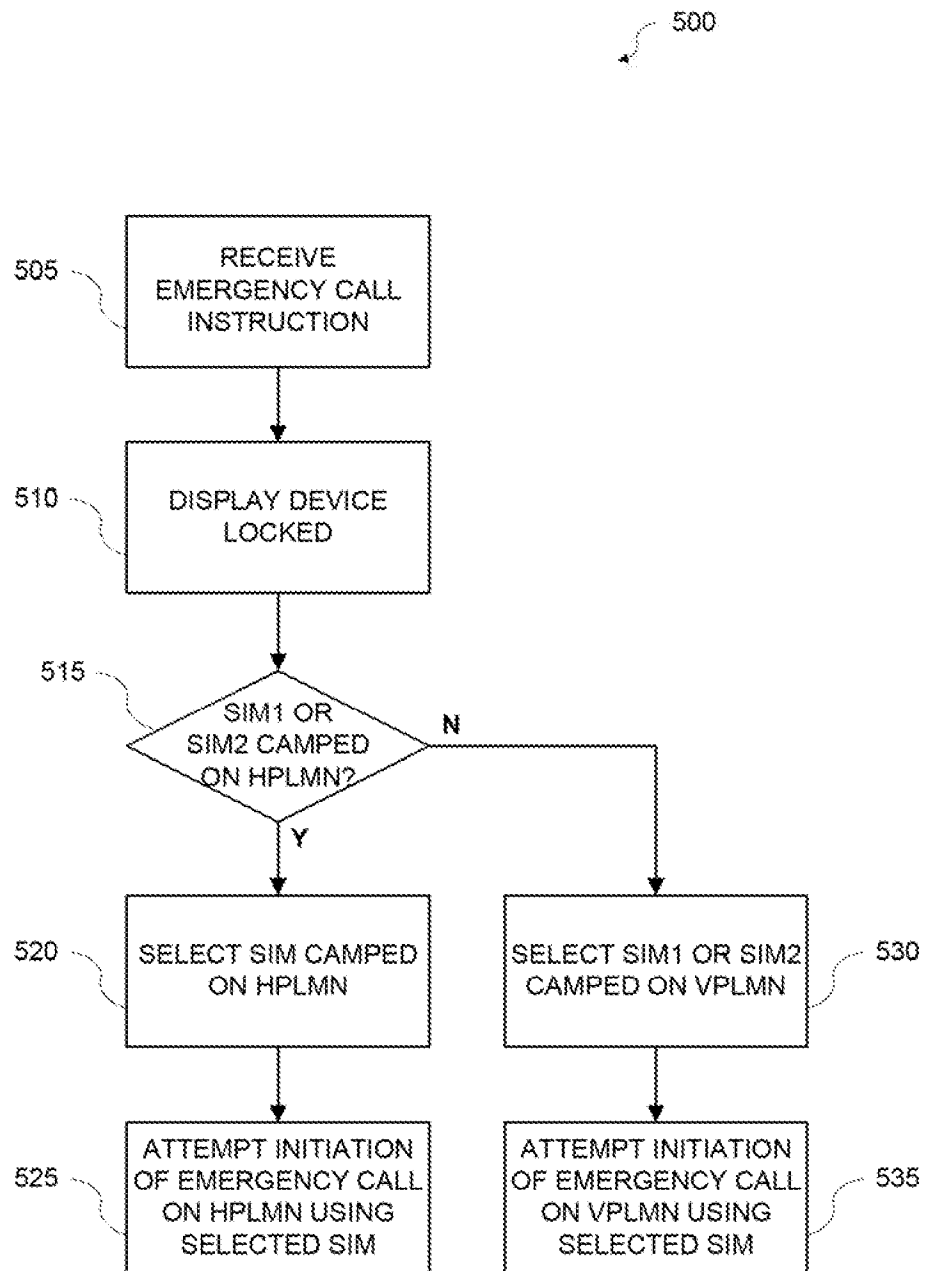 500
505
RECEIVE
EMERGENCY CALL
INSTRUCTION
510
DISPLAY DEVICE
LOCKED
515
SIM1 OR
SIM2 CAMPED
ON HPLMN?
N
Y
520
SELECT SIM CAMPED
ON HPLMN
SELECT SIM1 OR SIM2
CAMPED ON VPLMN
530
525
ATTEMPT INITIATION
OF EMERGENCY CALL
ON HPLMN USING
SELECTED SIM
ATTEMPT INITIATION
OF EMERGENCY CALL
ON VPLMN USING
SELECTED SIM
535